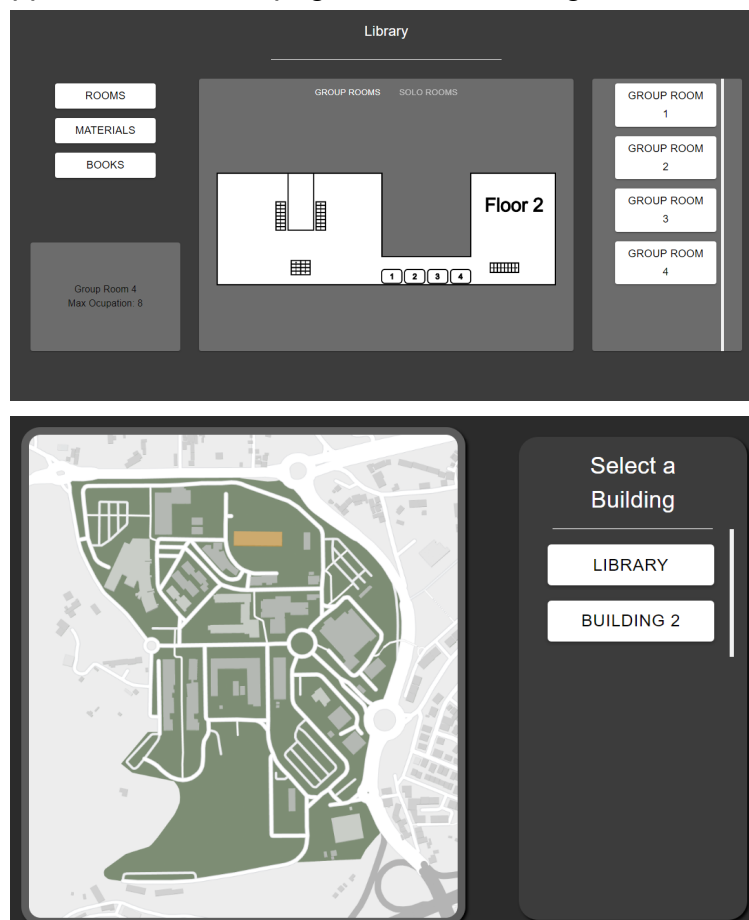 Library
ROOMS
MATERIALS
BOOKS
GROUP ROOMS SOLO ROOMS
Floor 2
1 2 3 4
Group Room 4
Max Ocupation: 8
GROUP ROOM
1
GROUP ROOM
2
GROUP ROOM
3
GROUP ROOM
4
Select a
Building
LIBRARY
BUILDING 2